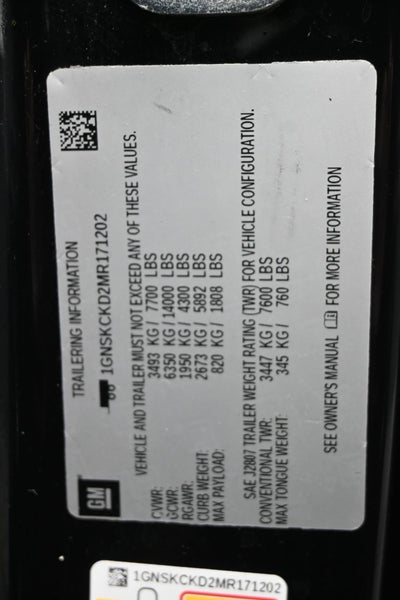 GM
TRAILERING INFORMATION
1GNSKCKD2MR171202
VEHICLE AND TRAILER MUST NOT EXCEED ANY OF THESE VALUES.
GVWR: 3493 KG / 7700 LBS
GCWR: 6350 KG / 14000 LBS
RGAWR: 1950 KG / 4300 LBS
CURB WEIGHT: 2673 KG / 5892 LBS
MAX PAYLOAD: 820 KG / 1808 LBS
SAE J2807 TRAILER WEIGHT RATING (TWR) FOR VEHICLE CONFIGURATION.
CONVENTIONAL TWR: 3447 KG / 7600 LBS
MAX TONGUE WEIGHT: 345 KG / 760 LBS
SEE OWNER'S MANUAL FOR MORE INFORMATION
1GNSKCKD2MR171202